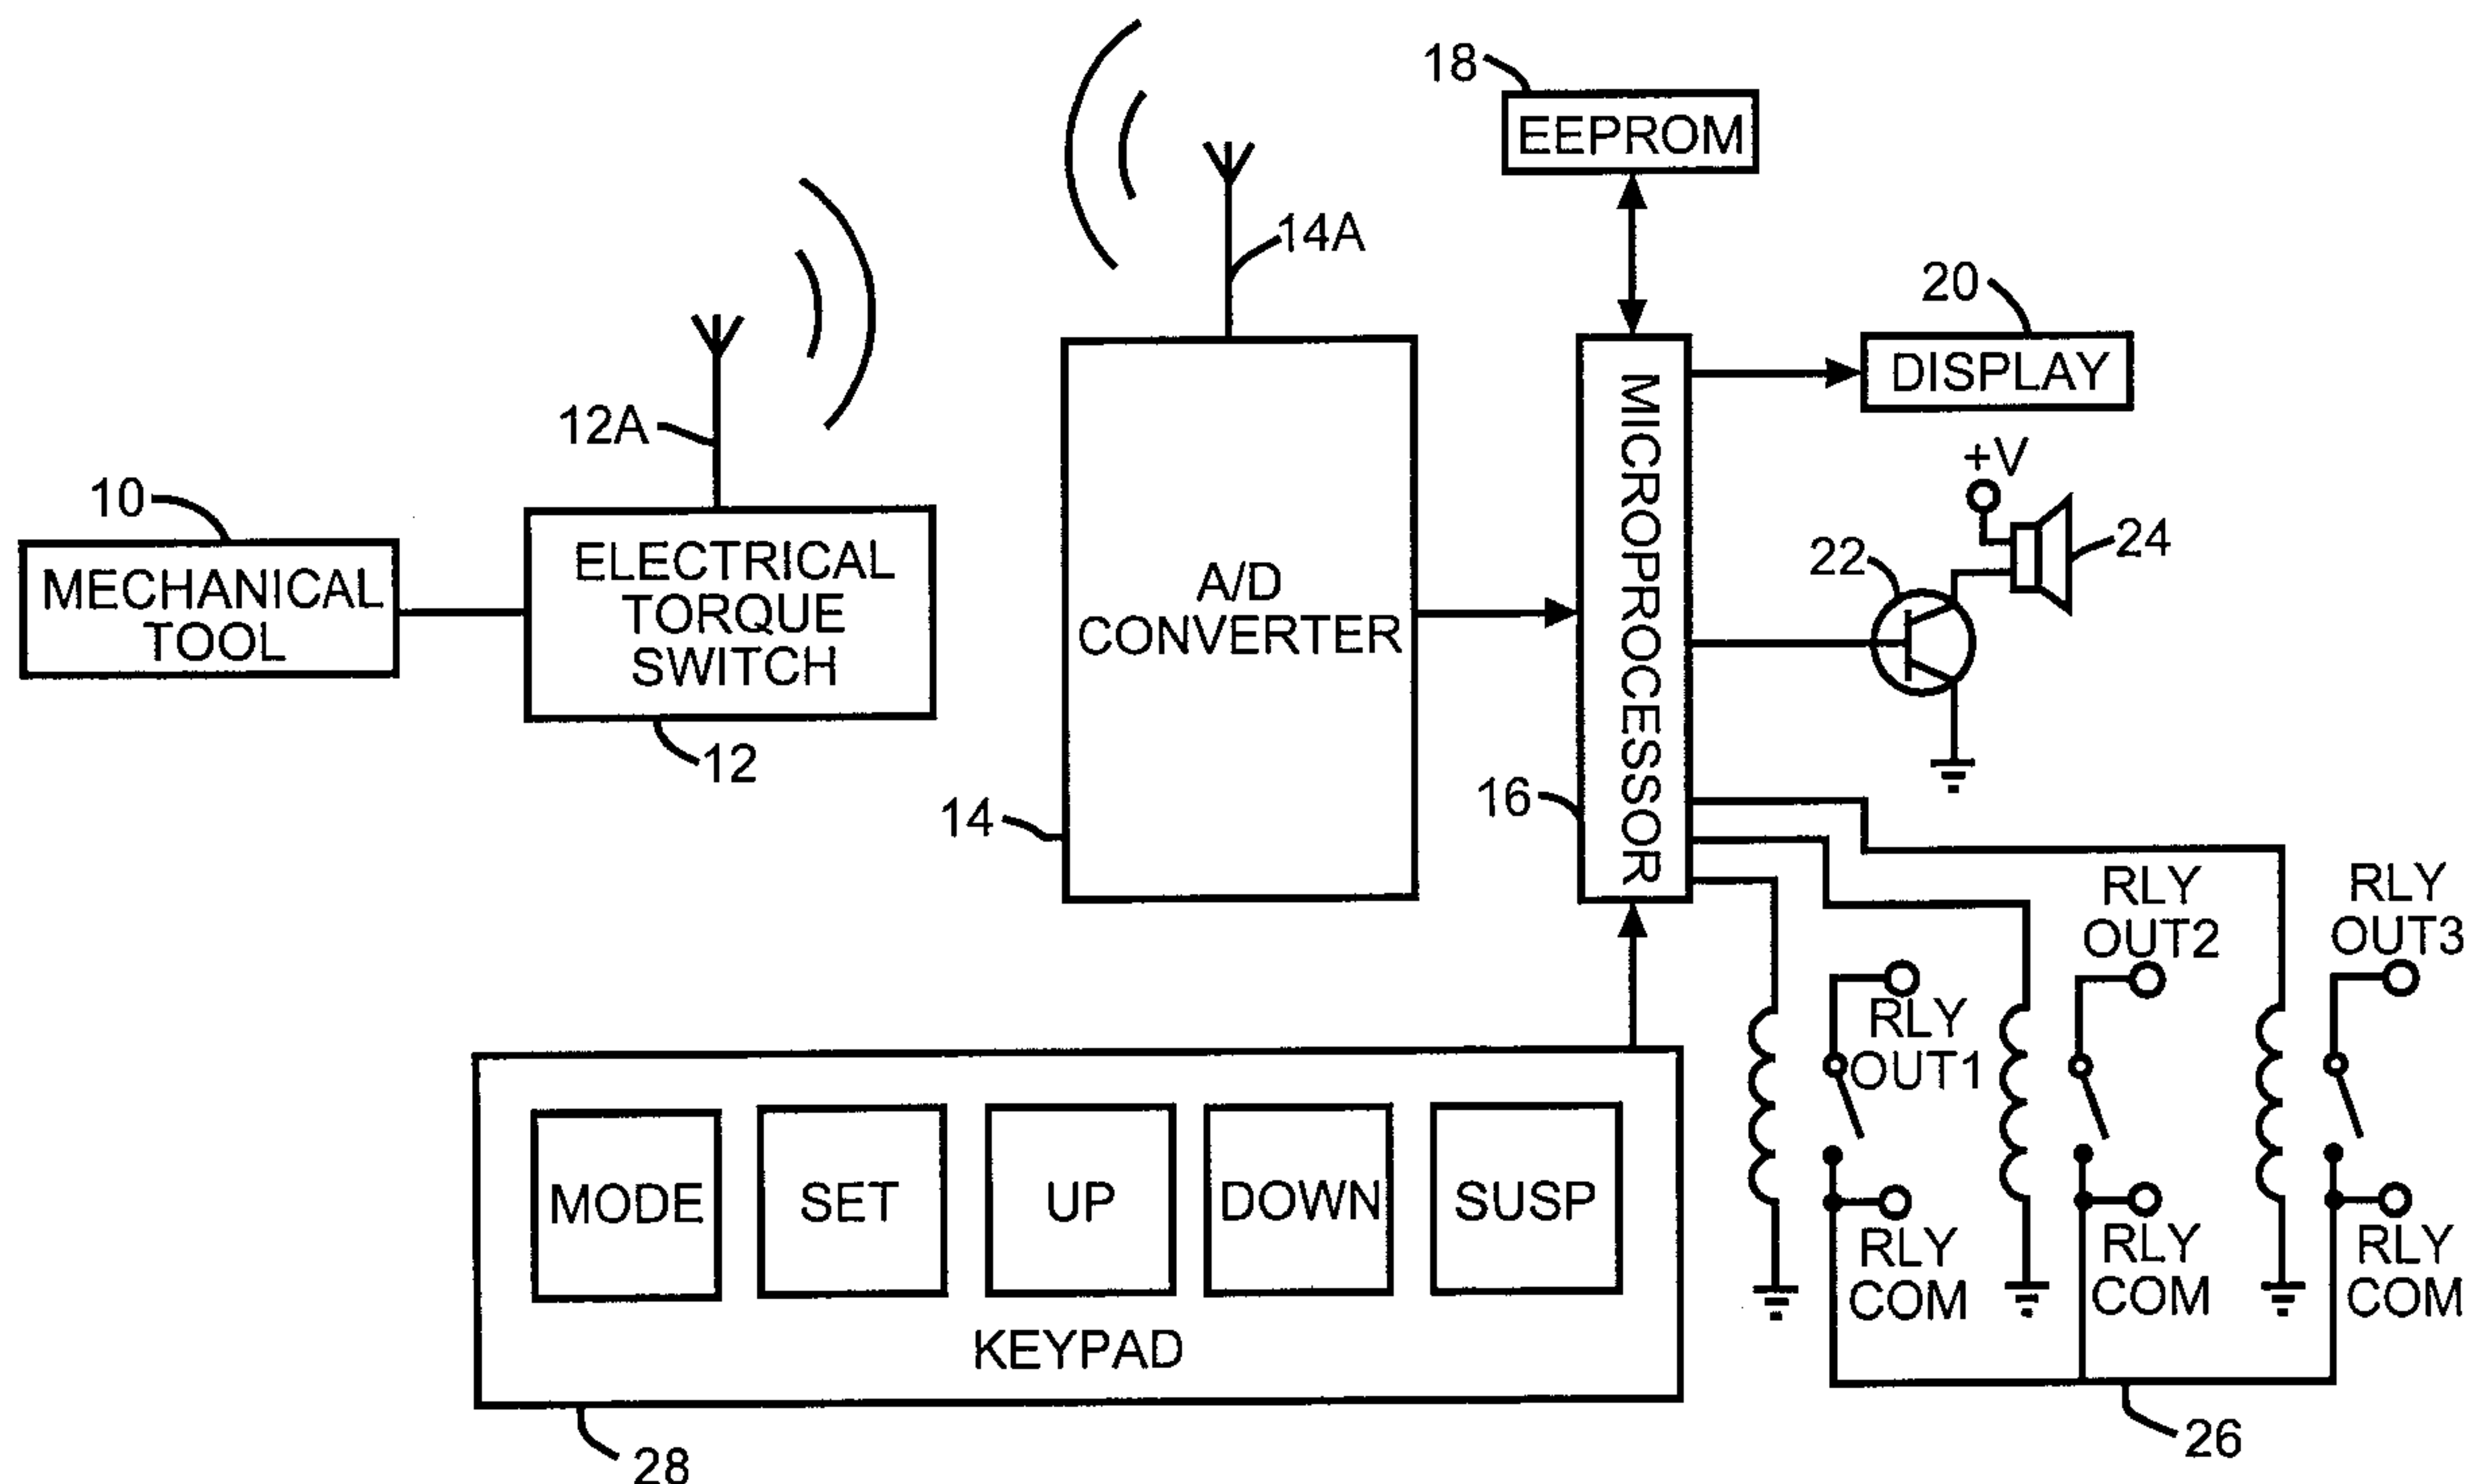 18
EEPROM
14A
20
DISPLAY
12A
+V
10
MECHANICAL
TOOL
ELECTRICAL
TORQUE
SWITCH
12
A/D
CONVERTER
14
MICROPROCESSOR
16
22
24
RLY
OUT1
RLY
OUT2
RLY
OUT3
RLY
COM
RLY
COM
RLY
COM
26
MODE
SET
UP
DOWN
SUSP
KEYPAD
28